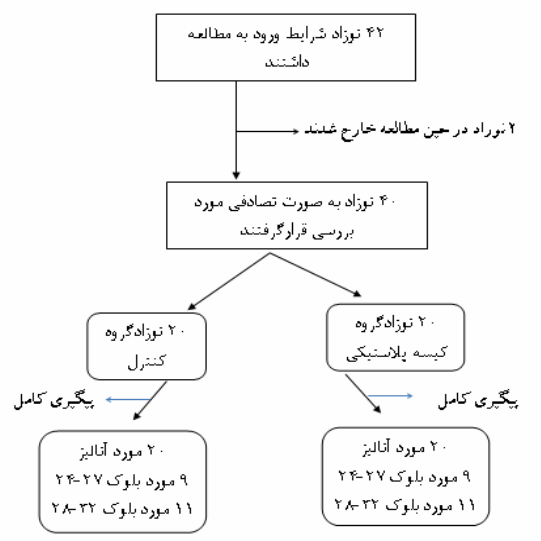 ۴۲ نوزاد شرایط ورود به مطالعه
داشتند
۲ نوراد در حین مطالعه خارج شدند
۴۰ نوزاد به صورت تصادفی مورد
بررسی قرارگرفتند
۲۰ نوزادگروه
کیسه پلاستیکی
۲۰ نوزادگروه
کنترل
پیگیری کامل
پیگیری کامل
۲۰ مورد آنالیز
۹ مورد بلوک ۲۷-۲۴
۱۱ مورد بلوک ۳۲-۲۸
۲۰ مورد آنالیز
۹ مورد بلوک ۲۷-۲۴
۱۱ مورد بلوک ۳۲-۲۸